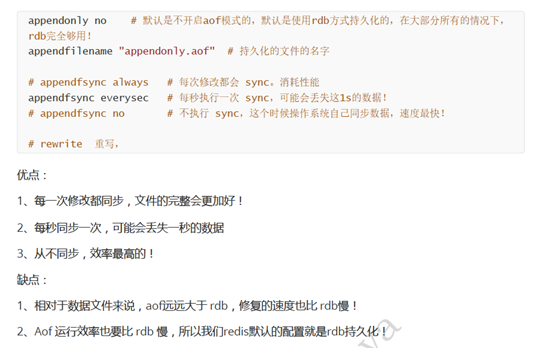 appendonly no # 默认是不开启aof模式的，默认是使用rdb方式持久化的，在大部分所有的情况下，
rdb完全够用！
appendfilename "appendonly.aof" # 持久化的文件的名字
# appendfsync always # 每次修改都会 sync。消耗性能
appendfsync everysec # 每秒执行一次 sync，可能会丢失这1s的数据！
# appendfsync no # 不执行 sync，这个时候操作系统自己同步数据，速度最快！
# rewrite 重写，
优点：
1、每一次修改都同步，文件的完整会更加好！
2、每秒同步一次，可能会丢失一秒的数据
3、从不同步，效率最高的！
缺点：
1、相对于数据文件来说，aof远远大于 rdb，修复的速度也比 rdb慢！
2、Aof 运行效率也要比 rdb 慢，所以我们redis默认的配置就是rdb持久化！